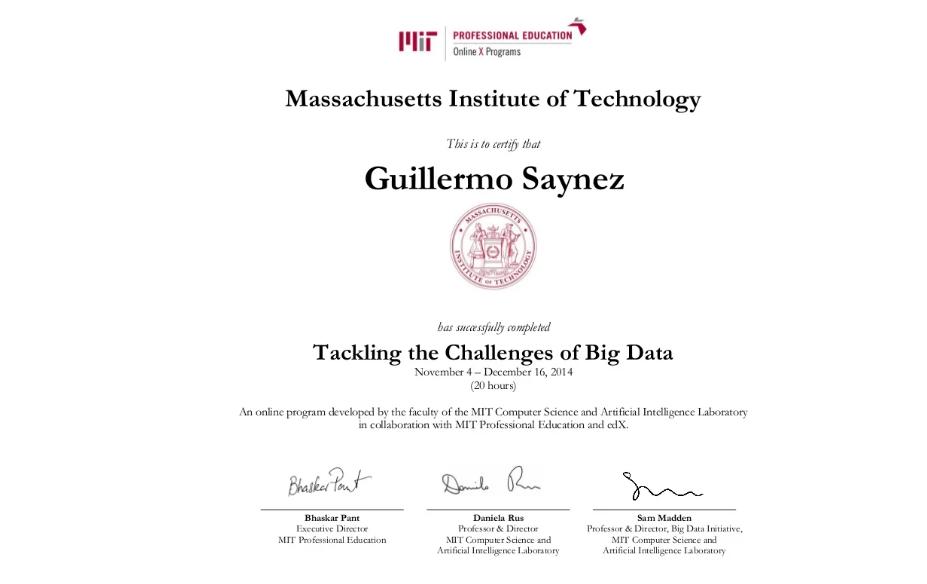 MIT PROFESSIONAL EDUCATION
Online X Programs
Massachusetts Institute of Technology
This is to certify that
Guillermo Saynez
MASSACHUSETTS
INSTITUTE OF TECHNOLOGY
has successfully completed
Tackling the Challenges of Big Data
November 4 – December 16, 2014
(20 hours)
An online program developed by the faculty of the MIT Computer Science and Artificial Intelligence Laboratory
in collaboration with MIT Professional Education and edX.
Bhaskar Pant
Daniela Rus
Bhaskar Pant
Executive Director
MIT Professional Education
Daniela Rus
Professor & Director
MIT Computer Science and
Artificial Intelligence Laboratory
Sam Madden
Professor & Director, Big Data Initiative,
MIT Computer Science and
Artificial Intelligence Laboratory